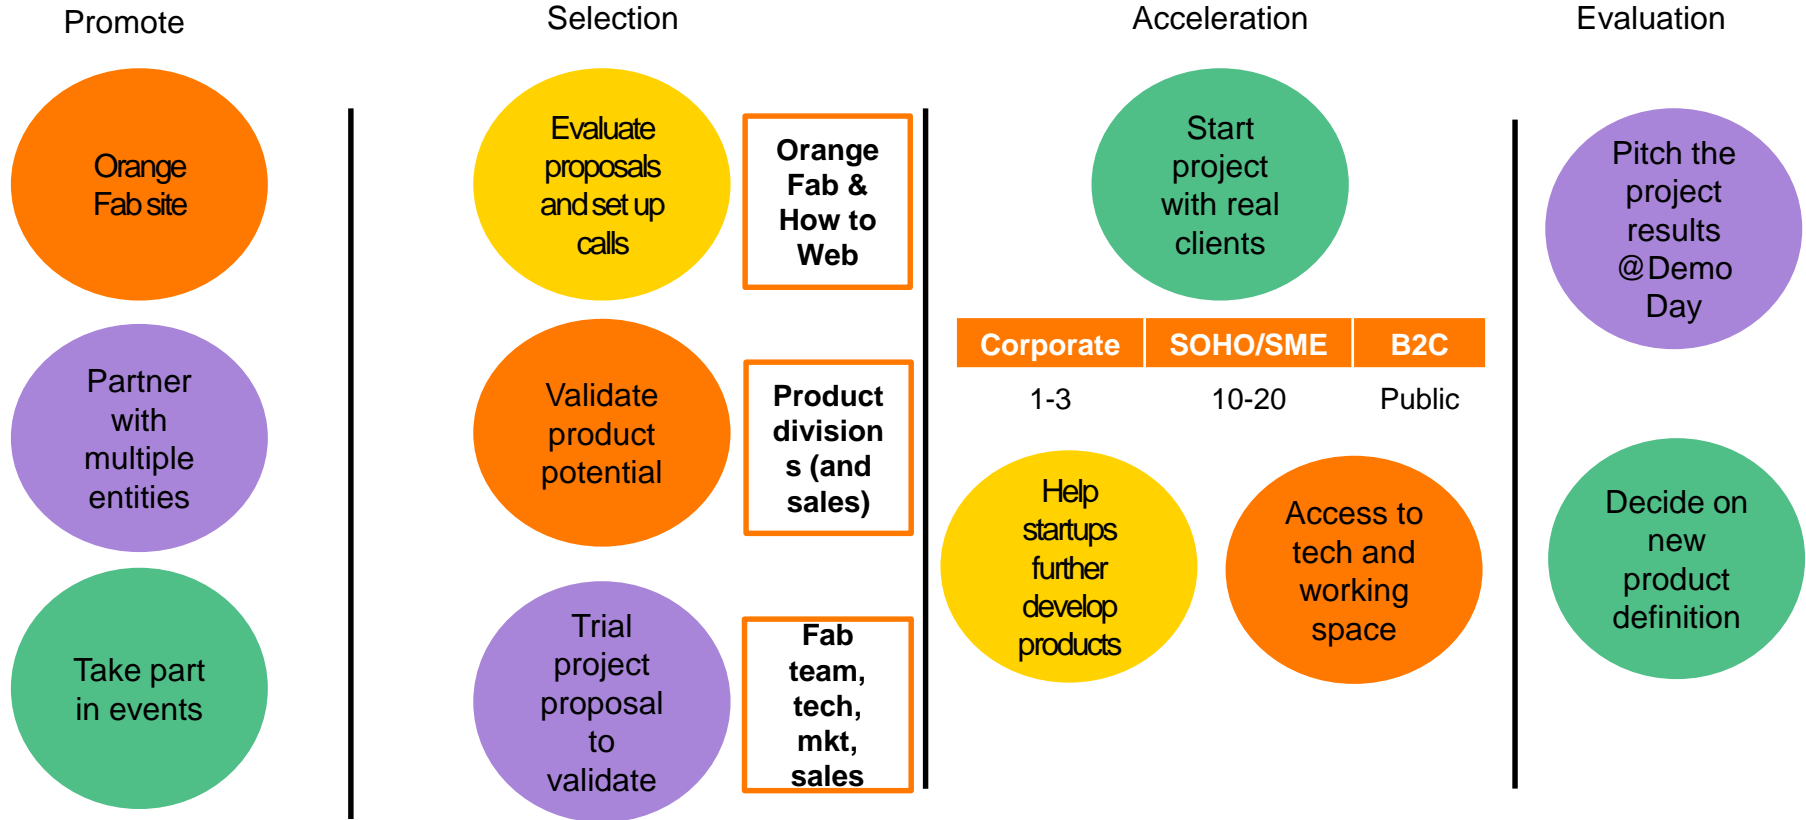 Promote
Selection
Acceleration
Evaluation
Orange
Fab site
Partner
with
multiple
entities
Take part
in events
Evaluate
proposals
and set up
calls
Orange
Fab &
How to
Web
Validate
product
potential
Product
division
s (and
sales)
Trial
project
proposal
to
validate
Fab
team,
tech,
mkt,
sales
Start
project
with real
clients
Corporate SOHO/SME B2C
1-3 10-20 Public
Help
startups
further
develop
products
Access to
tech and
working
space
Pitch the
project
results
@Demo
Day
Decide on
new
product
definition